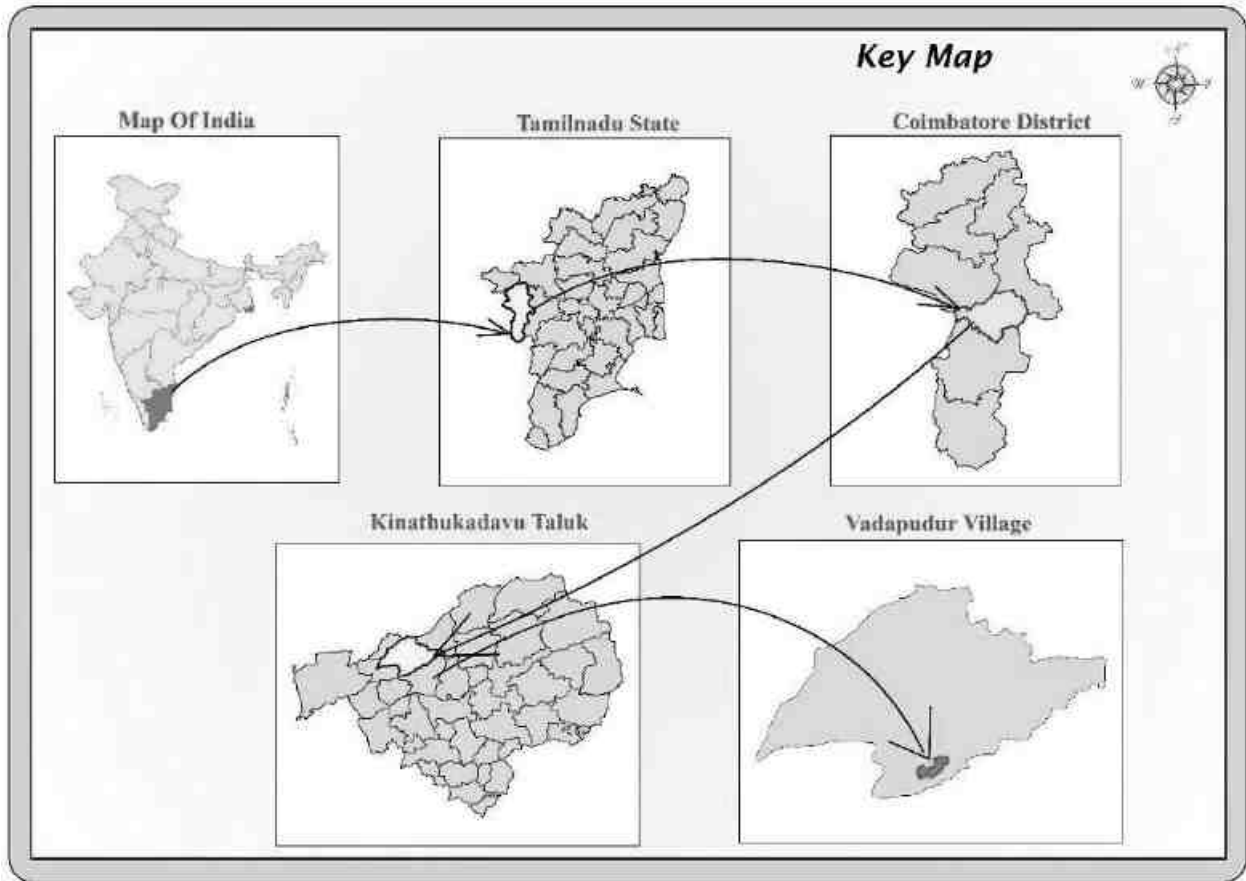 Key Map
N
W
E
S
Map Of India
Tamilnadu State
Coimbatore District
Kinathukadavu Taluk
Vadapudur Village